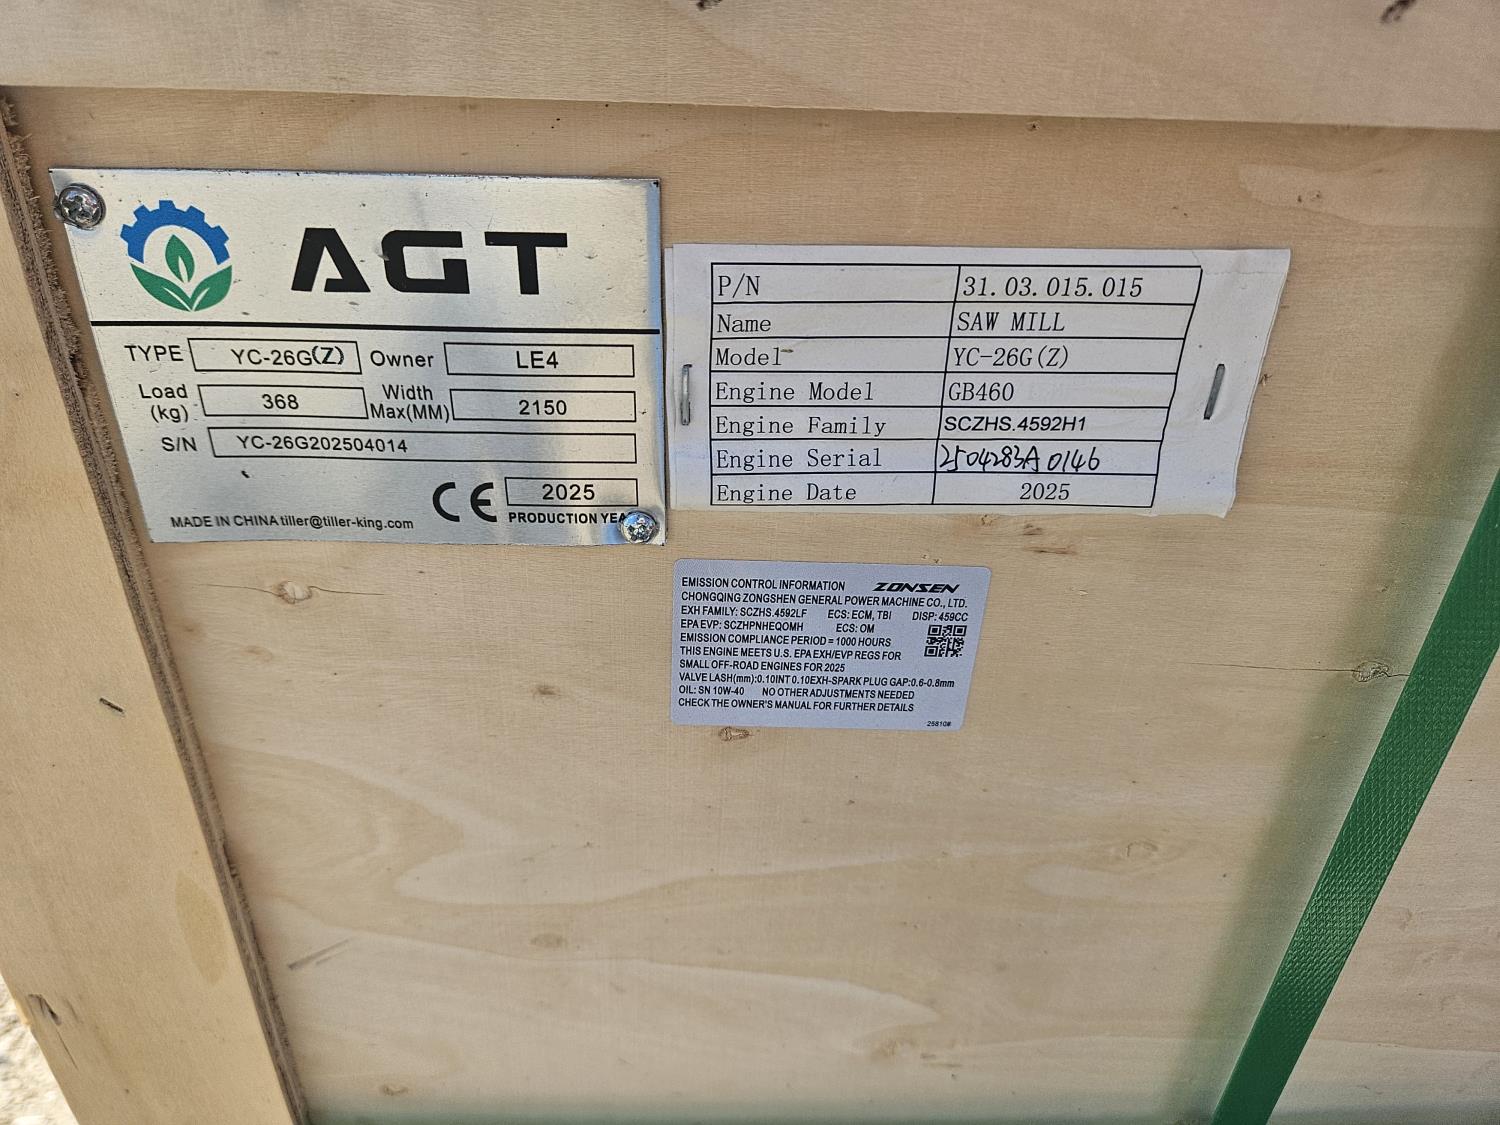 AGT
TYPE YC-26G(Z) Owner LE4
Load (kg) 368 Width Max(MM) 2150
S/N YC-26G202504014
CE 2025
MADE IN CHINA tiller@tiller-king.com PRODUCTION YEA
P/N 31.03.015.015
Name SAW MILL
Model YC-26G(Z)
Engine Model GB460
Engine Family SCZHS.4592H1
Engine Serial 2504283A0146
Engine Date 2025
EMISSION CONTROL INFORMATION ZONSEN
CHONGQING ZONGSHEN GENERAL POWER MACHINE CO., LTD.
EXH FAMILY: SCZHS.4592LF ECS: ECM, TBI DISP: 459CC
EPA EVP: SCZHPNHEQOMH ECS: OM
EMISSION COMPLIANCE PERIOD = 1000 HOURS
THIS ENGINE MEETS U.S. EPA EXH/EVP REGS FOR
SMALL OFF-ROAD ENGINES FOR 2025
VALVE LASH(mm):0.10INT 0.10EXH-SPARK PLUG GAP:0.6-0.8mm
OIL: SN 10W-40 NO OTHER ADJUSTMENTS NEEDED
CHECK THE OWNER'S MANUAL FOR FURTHER DETAILS
25810#